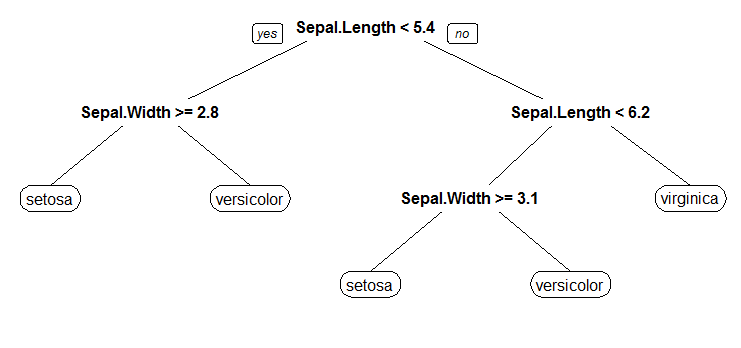 yes
Sepal.Length < 5.4
no
Sepal.Width >= 2.8
Sepal.Length < 6.2
setosa
versicolor
Sepal.Width >= 3.1
virginica
setosa
versicolor